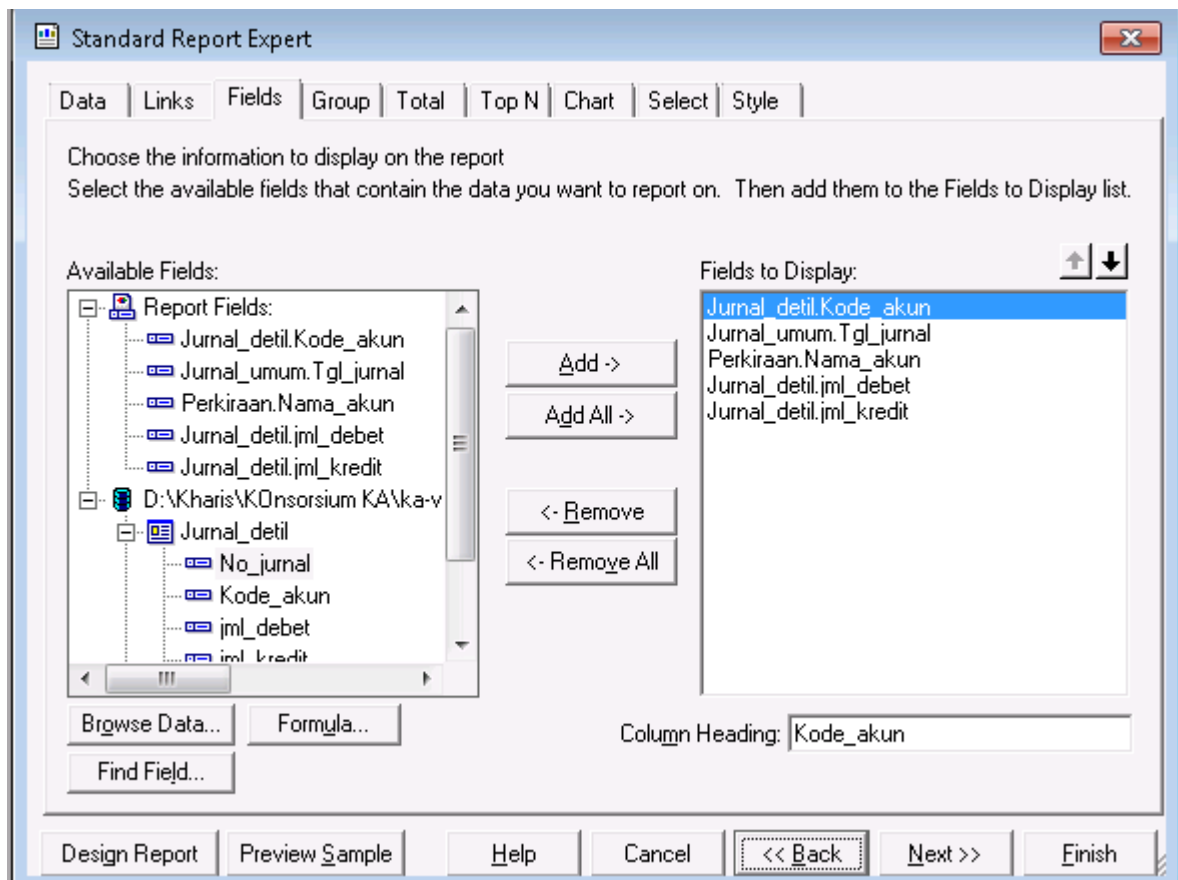 Standard Report Expert
Data Links Fields Group Total Top N Chart Select Style
Choose the information to display on the report
Select the available fields that contain the data you want to report on. Then add them to the Fields to Display list.
Available Fields:
Report Fields:
Jurnal_detil.Kode_akun
Jurnal_umum.Tgl_jurnal
Perkiraan.Nama_akun
Jurnal_detil.jml_debet
Jurnal_detil.jml_kredit
D:\Kharis\KOnsorsium KA\ka-v
Jurnal_detil
No_jurnal
Kode_akun
jml_debet
jml_kredit
Add ->
Add All ->
<- Remove
<- Remove All
Fields to Display:
Jurnal_detil.Kode_akun
Jurnal_umum.Tgl_jurnal
Perkiraan.Nama_akun
Jurnal_detil.jml_debet
Jurnal_detil.jml_kredit
Browse Data... Formula...
Find Field...
Column Heading: Kode_akun
Design Report Preview Sample Help Cancel << Back Next >> Finish